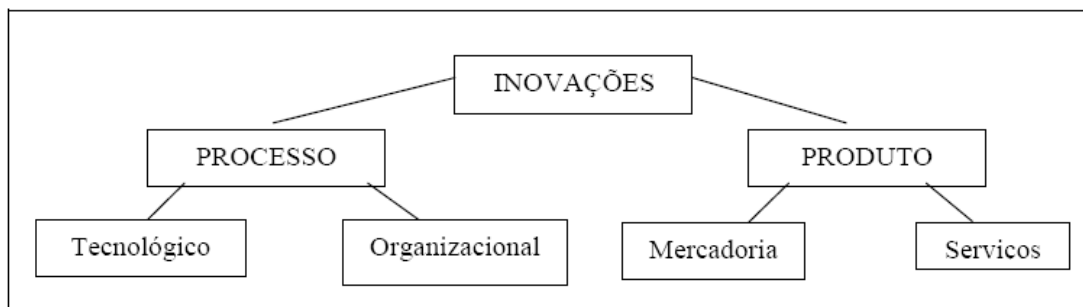 INOVAÇÕES
PROCESSO
PRODUTO
Tecnológico
Organizacional
Mercadoria
Servicos